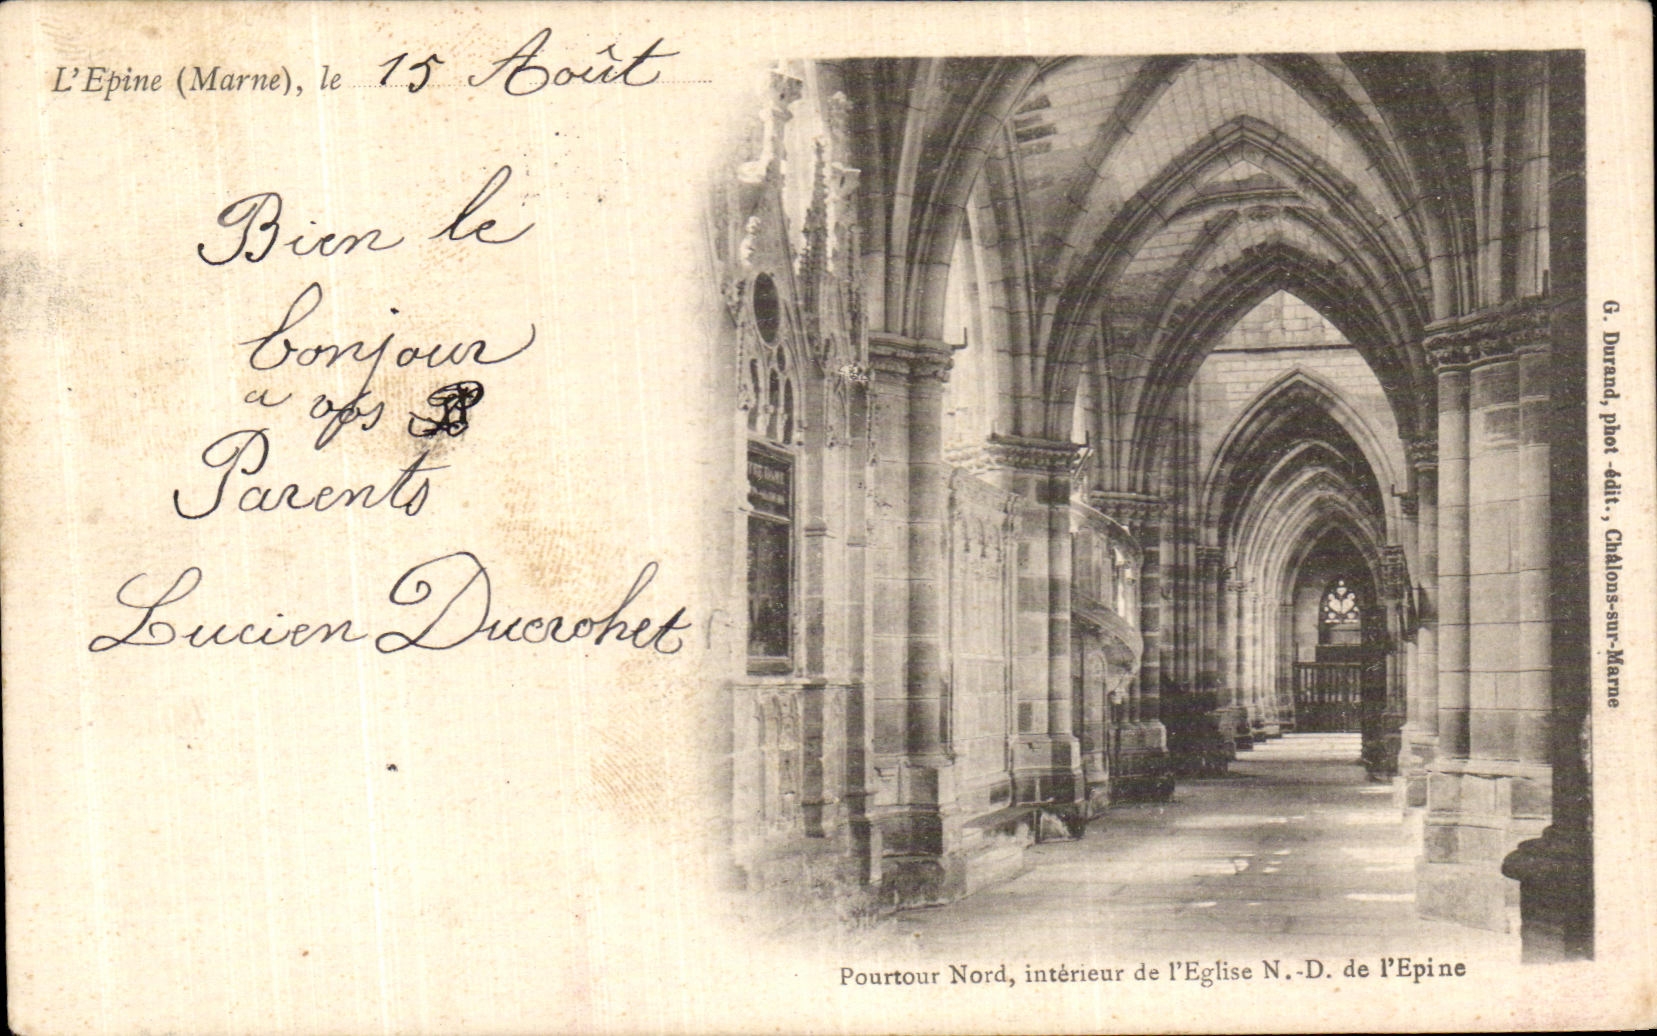 L'Epine (Marne), le 15 Août
Bien le
bonjour
a vos
Parents
Lucien Ducrohet
G. Durand, phot-édit., Châlons-sur-Marne
Pourtour Nord, intérieur de l'Eglise N.-D. de l'Epine